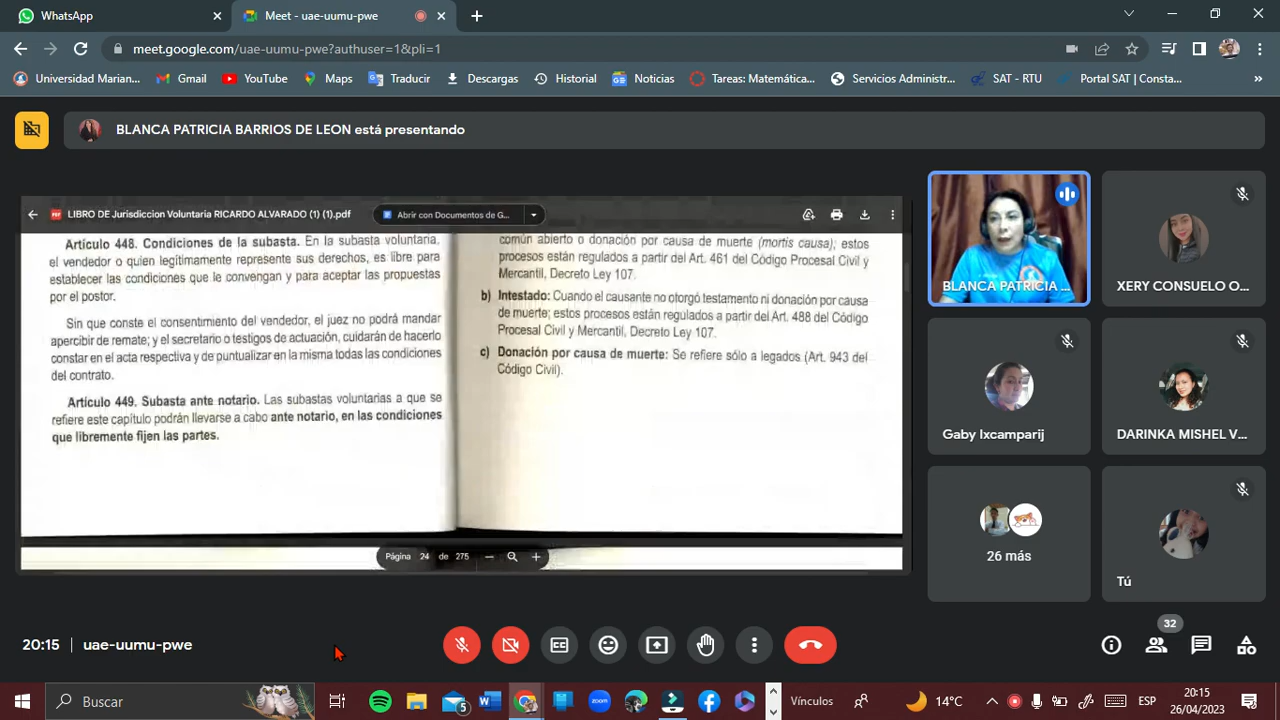 WhatsApp
Meet - uae-uumu-pwe
meet.google.com/uae-uumu-pwe?authuser=1&pli=1
Universidad Marian...
Gmail
YouTube
Maps
Traducir
Descargas
Historial
Noticias
Tareas: Matemática...
Servicios Administr...
SAT - RTU
Portal SAT (Consta...
»
BLANCA PATRICIA BARRIOS DE LEON está presentando
LIBRO DE Jurisdiccion Voluntaria RICARDO ALVARADO (1) (1).pdf
Abrir con Documentos de G...
Artículo 448. Condiciones de la subasta. En la subasta voluntaria,
el vendedor o quien legítimamente represente sus derechos, es libre para
establecer las condiciones que le convengan y para aceptar las propuestas
por el postor.
Sin que conste el consentimiento del vendedor, el juez no podrá mandar
apercibir de remate; y el secretario o testigos de actuación, cuidarán de hacerlo
constar en el acta respectiva y de puntualizar en la misma todas las condiciones
del contrato.
Artículo 449. Subasta ante notario. Las subastas voluntarias a que se
refiere este capítulo podrán llevarse a cabo ante notario, en las condiciones
que libremente fijen las partes.
común abierto o donación por causa de muerte (mortis causa); estos
procesos están regulados a partir del Art. 461 del Código Procesal Civil y
Mercantil, Decreto Ley 107.
b) Intestado: Cuando el causante no otorgó testamento ni donación por causa
de muerte; estos procesos están regulados a partir del Art. 488 del Código
Procesal Civil y Mercantil, Decreto Ley 107.
c) Donación por causa de muerte: Se refiere sólo a legados (Art. 943 del
Código Civil).
Página 24 de 275
BLANCA PATRICIA ...
XERY CONSUELO O...
Gaby Ixcamparij
DARINKA MISHEL V...
26 más
Tú
20:15 | uae-uumu-pwe
32
Buscar
5
Vínculos
14°C
ESP
20:15
26/04/2023